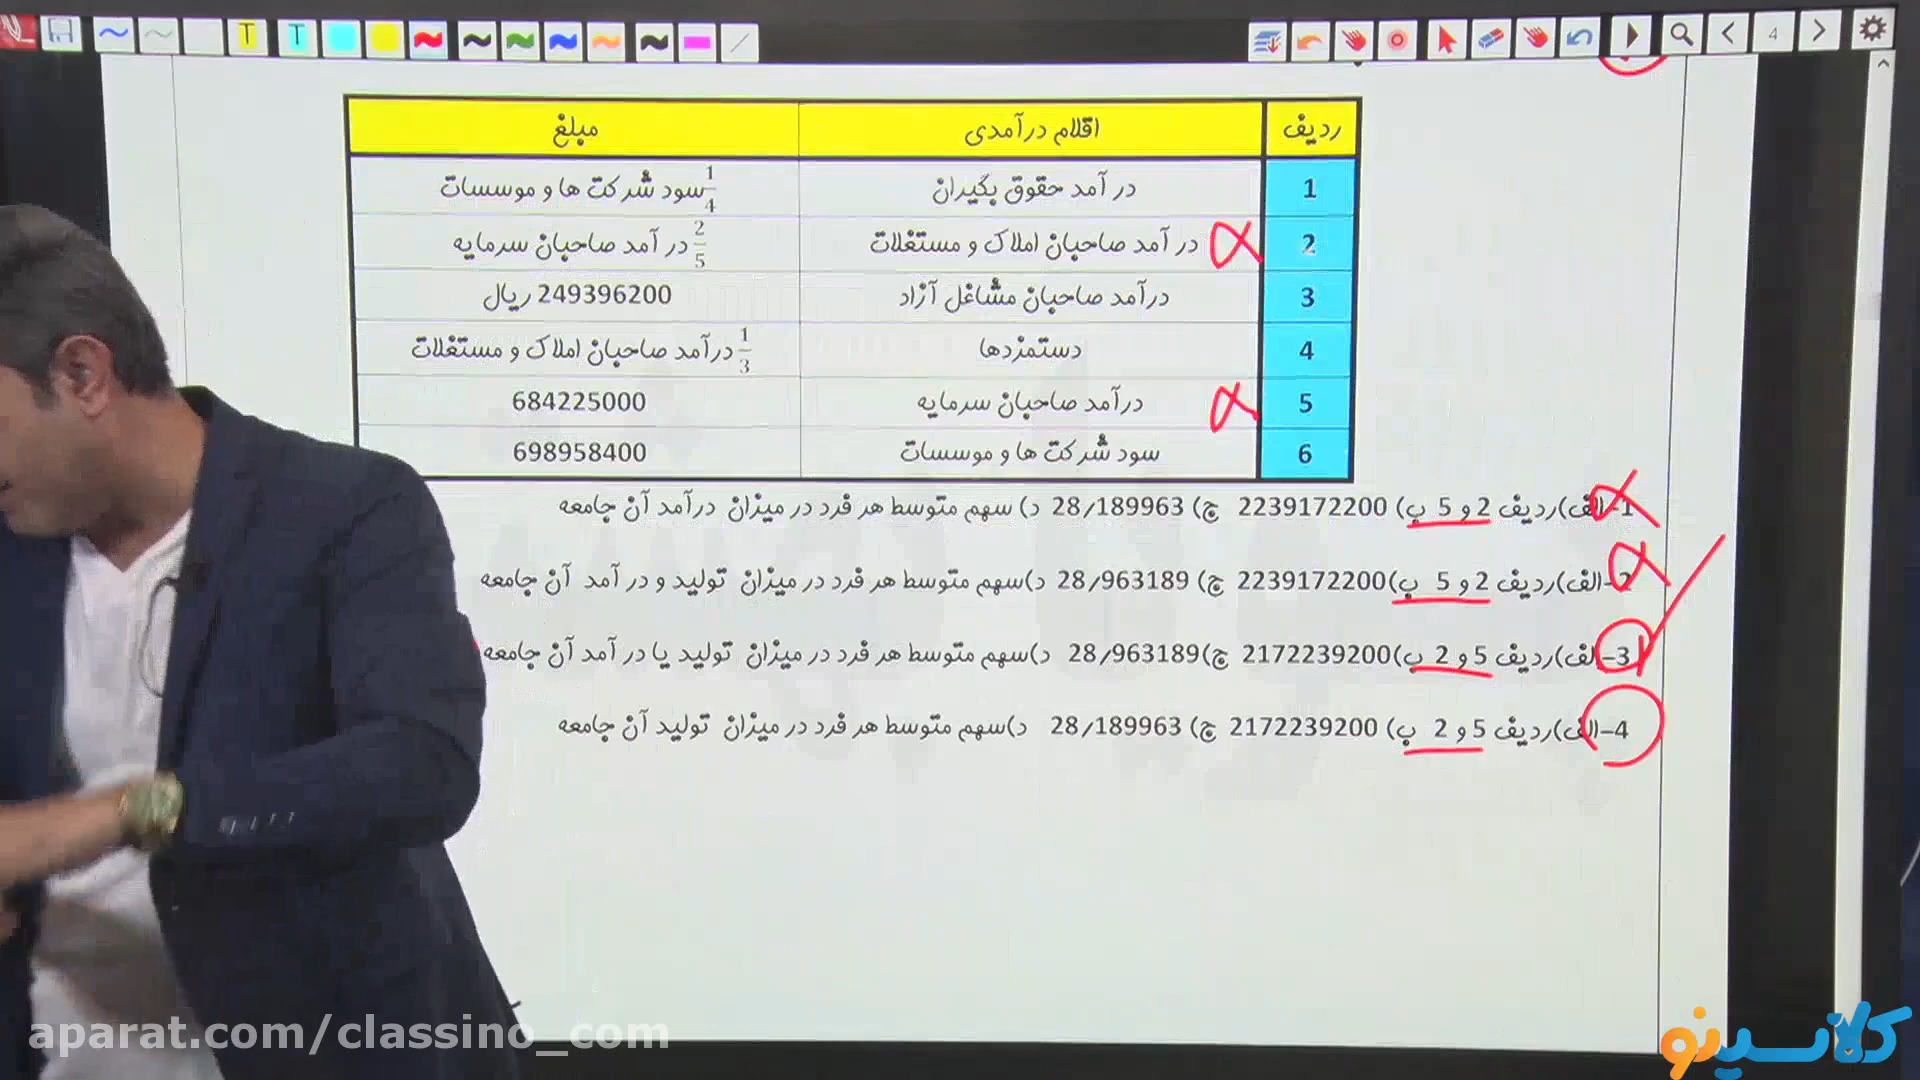 T T 4
ردیف اقلام درآمدی مبلغ
1 درآمد حقوق بگیران 1/4 سود شرکت ها و موسسات
2 درآمد صاحبان املاک و مستغلات 2/5 درآمد صاحبان سرمایه
3 درآمد صاحبان مشاغل آزاد 249396200 ریال
4 دستمزدها 1/3 درآمد صاحبان املاک و مستغلات
5 درآمد صاحبان سرمایه 684225000
6 سود شرکت ها و موسسات 698958400
1-الف)ردیف 2 و 5 ب) 2239172200 ج) 28/189963 د) سهم متوسط هر فرد در میزان درآمد آن جامعه
2-الف)ردیف 2 و 5 ب)2239172200 ج) 28/963189 د)سهم متوسط هر فرد در میزان تولید و در آمد آن جامعه
3-الف)ردیف 5 و 2 ب)2172239200 ج)28/963189 د)سهم متوسط هر فرد در میزان تولید یا در آمد آن جامعه
4-الف)ردیف 5 و 2 ب) 2172239200 ج) 28/189963 د)سهم متوسط هر فرد در میزان تولید آن جامعه
aparat.com/classino_com
کلاسینو